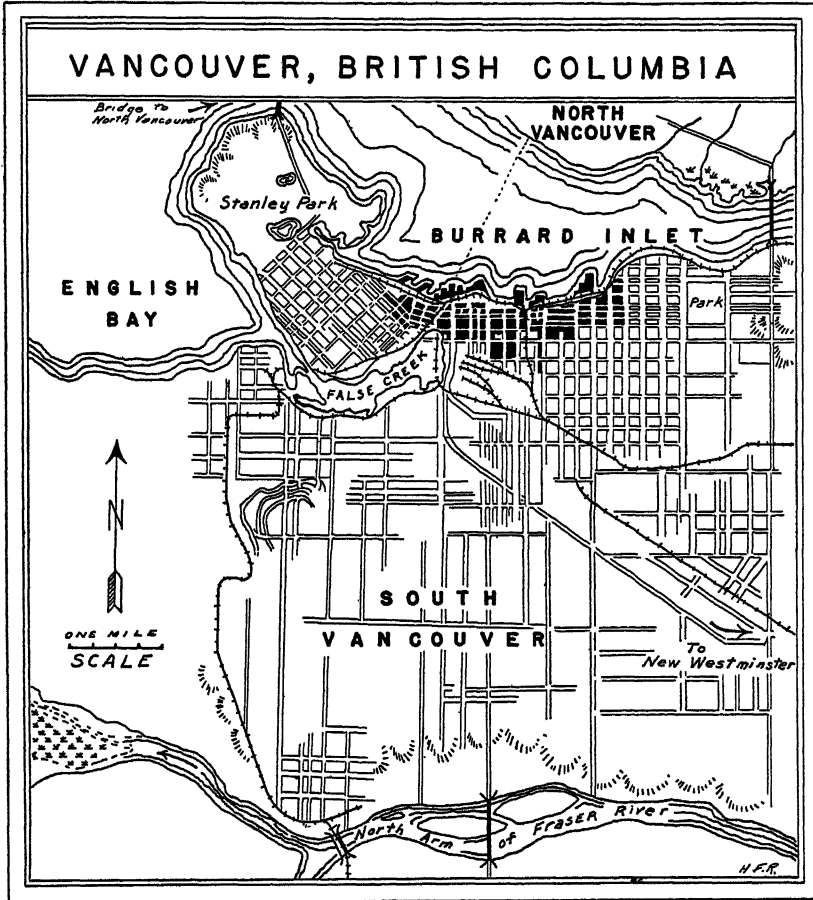 VANCOUVER, BRITISH COLUMBIA
Bridge to
North Vancouver
NORTH
VANCOUVER
Stanley Park
BURRARD INLET
ENGLISH
BAY
Park
FALSE CREEK
N
SOUTH
VANCOUVER
ONE MILE
SCALE
To
New Westminster
North Arm of FRASER River
H.F.R.